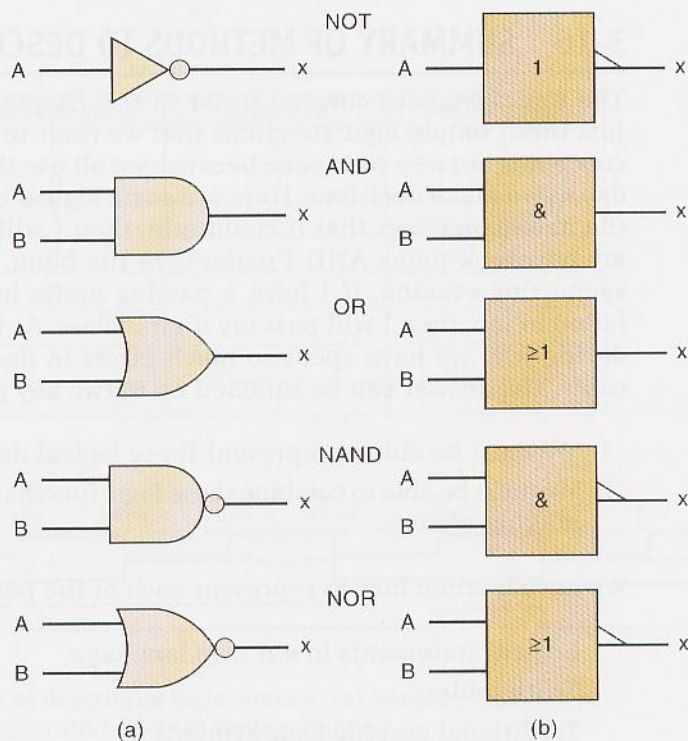 NOT
A x A 1 x
AND
A
B x A
B & x
OR
A
B x A
B ≥1 x
NAND
A
B x A
B & x
NOR
A
B x A
B ≥1 x
(a) (b)